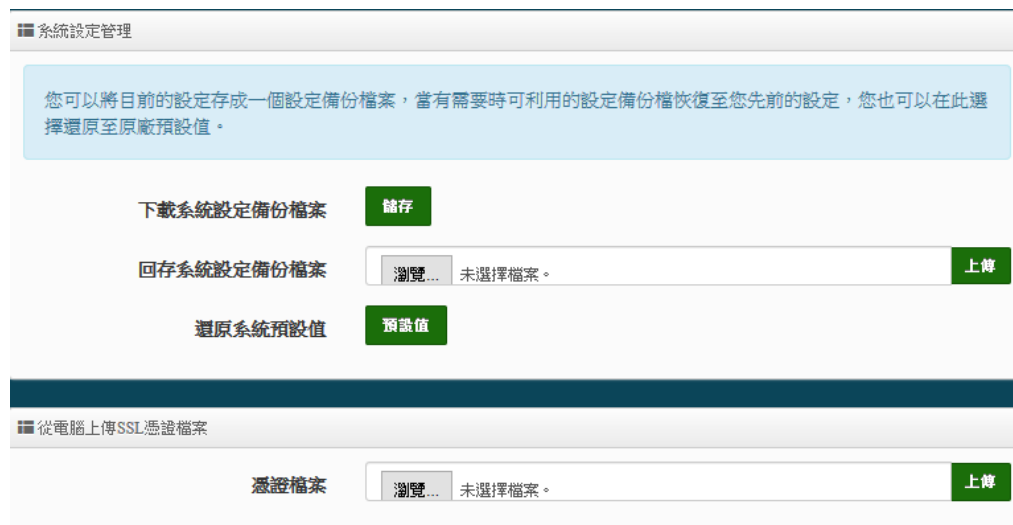 系統設定管理
您可以將目前的設定存成一個設定備份檔案，當有需要時可利用的設定備份檔恢復至您先前的設定，您也可以在此選
擇還原至原廠預設值。
下載系統設定備份檔案 儲存
回存系統設定備份檔案 瀏覽... 未選擇檔案。 上傳
還原系統預設值 預設值
從電腦上傳SSL憑證檔案
憑證檔案 瀏覽... 未選擇檔案。 上傳